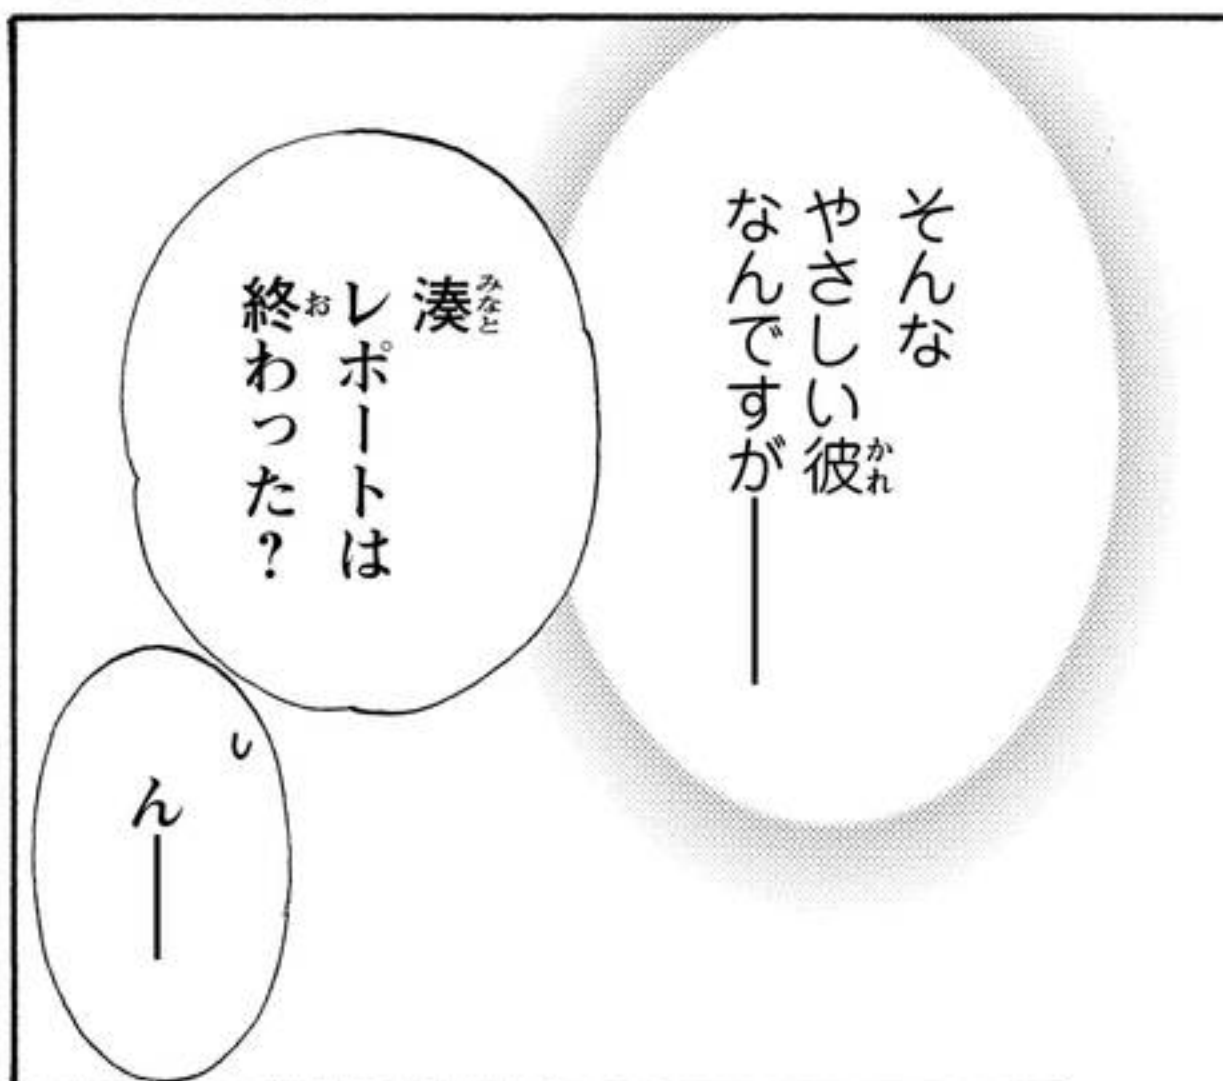 そんな
やさしい彼
なんですが――
湊
レポートは
終わった？
ん――